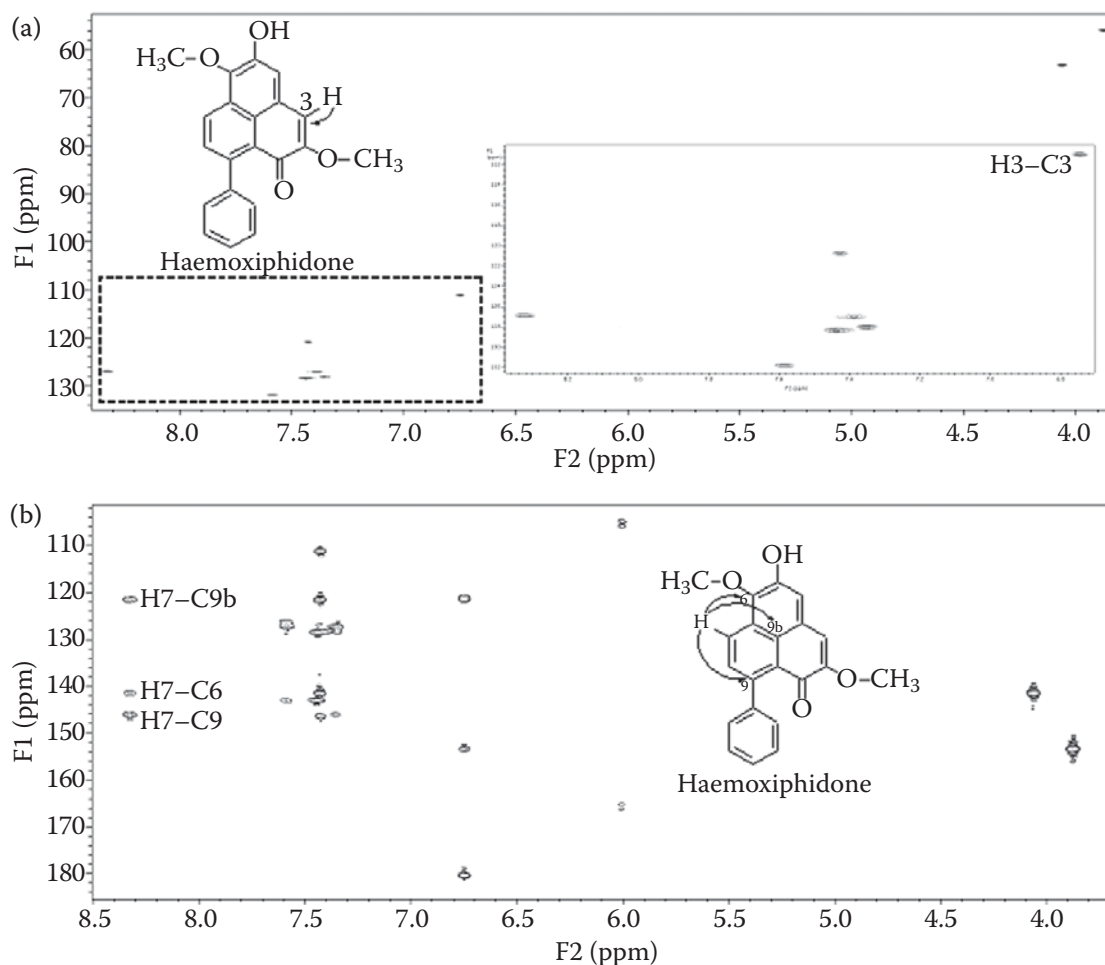 (a)
60
70
80
90
100
110
120
130
F1 (ppm)
OH
H₃C
O
3
H
O—CH₃
O
Haemoxiphidone
H3–C3
8.0
7.5
7.0
6.5
6.0
5.5
5.0
4.5
4.0
F2 (ppm)
(b)
110
120
130
140
150
160
170
180
F1 (ppm)
H7–C9b
H7–C6
H7–C9
OH
H₃C
O
6
H
9b
9
O
O—CH₃
Haemoxiphidone
8.5
8.0
7.5
7.0
6.5
6.0
5.5
5.0
4.5
4.0
F2 (ppm)